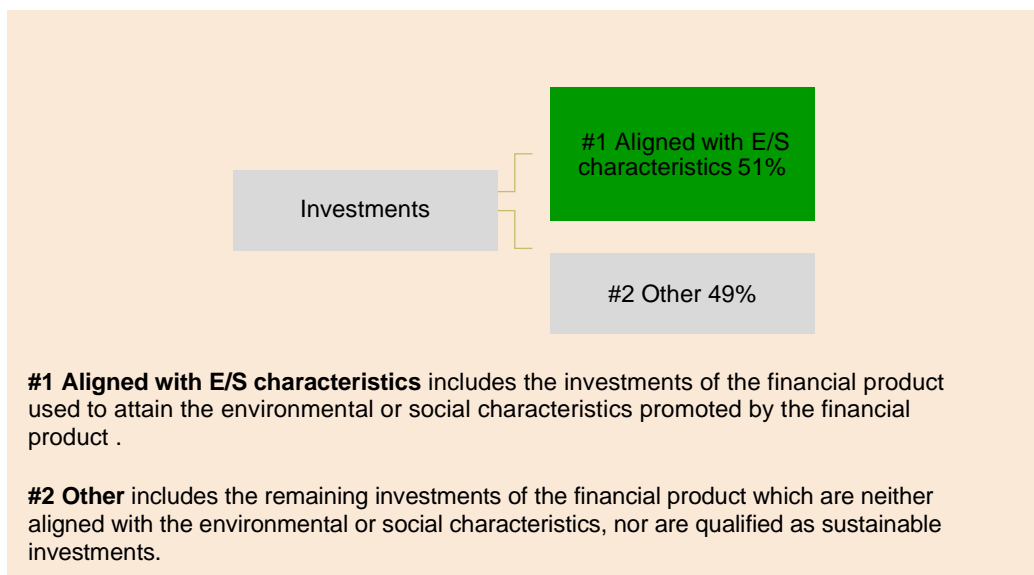 #1 Aligned with E/S
characteristics 51%
Investments
#2 Other 49%
#1 Aligned with E/S characteristics includes the investments of the financial product
used to attain the environmental or social characteristics promoted by the financial
product .
#2 Other includes the remaining investments of the financial product which are neither
aligned with the environmental or social characteristics, nor are qualified as sustainable
investments.